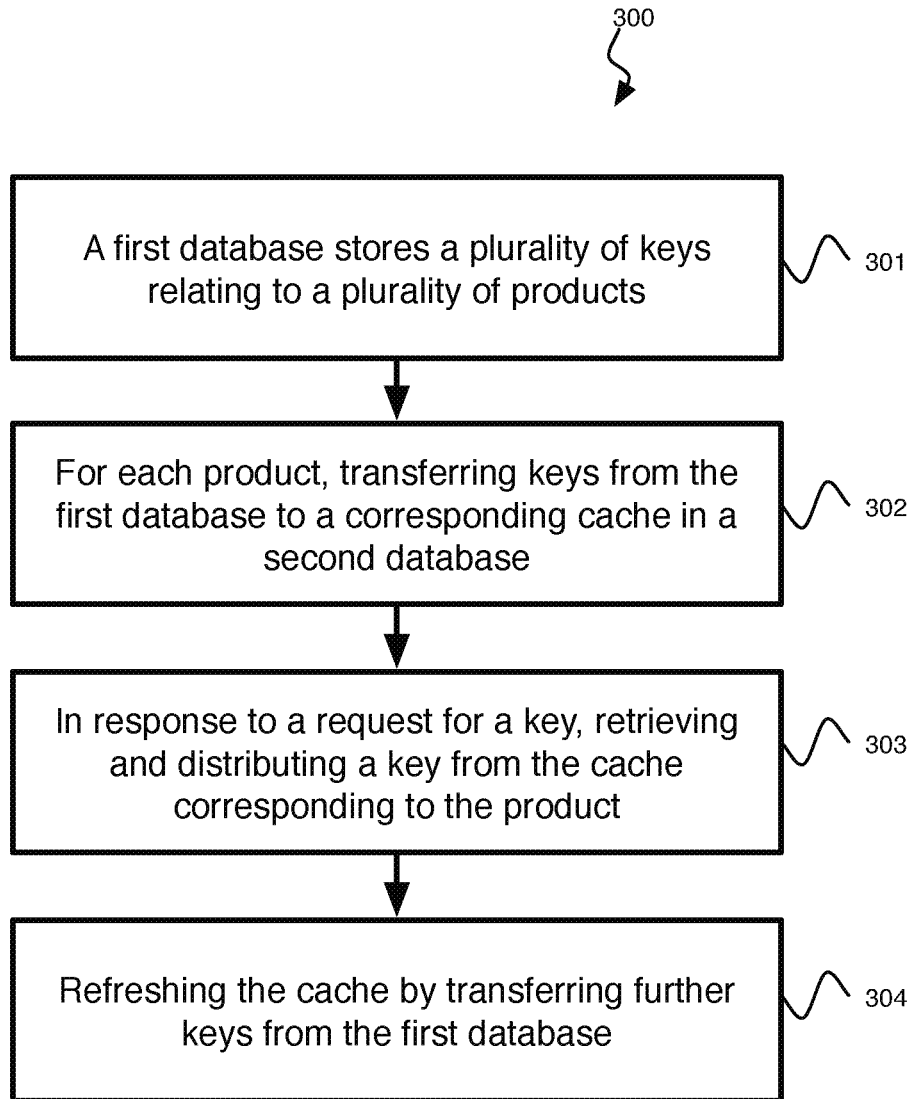 300
A first database stores a plurality of keys
relating to a plurality of products
301
For each product, transferring keys from the
first database to a corresponding cache in a
second database
302
In response to a request for a key, retrieving
and distributing a key from the cache
corresponding to the product
303
Refreshing the cache by transferring further
keys from the first database
304